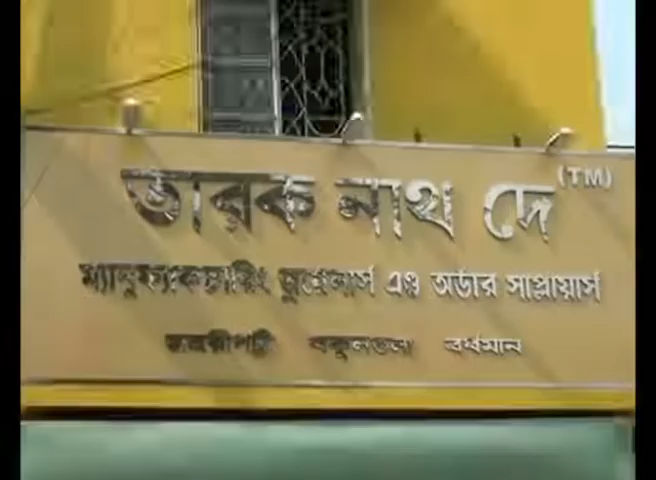 তারক নাথ দে (TM)
ম্যানুফ্যাকচারিং জুয়েলার্স এণ্ড অর্ডার সাপ্লায়ার্স
বকুলতলা বর্ধমান